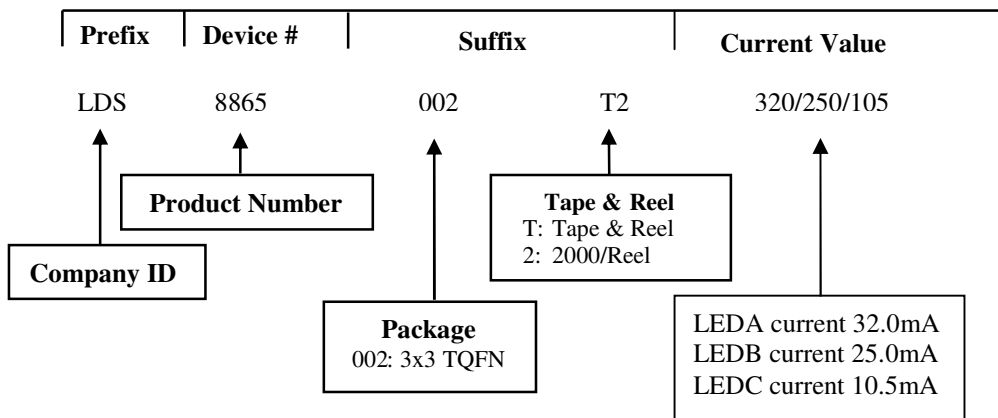 Prefix Device # Suffix Current Value
LDS 8865 002 T2 320/250/105
Product Number
Tape & Reel
T: Tape & Reel
2: 2000/Reel
Company ID
Package
002: 3x3 TQFN
LEDA current 32.0mA
LEDB current 25.0mA
LEDC current 10.5mA